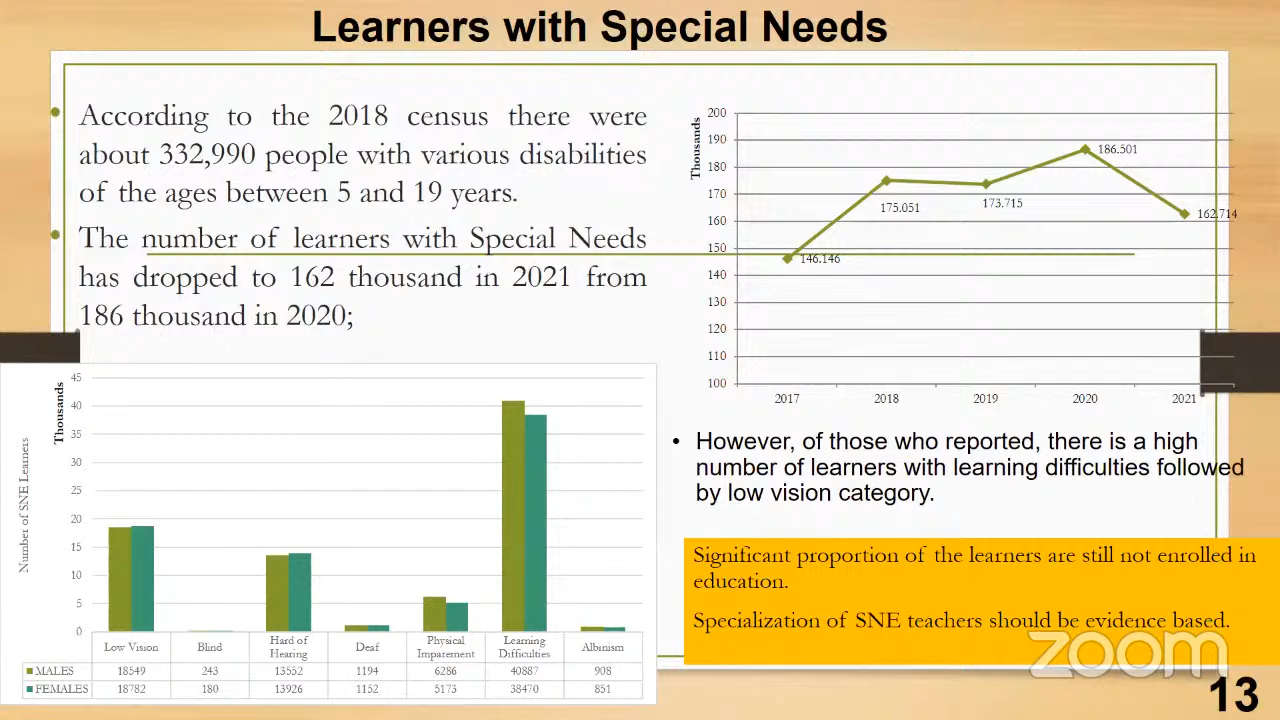 Learners with Special Needs
• According to the 2018 census there were
about 332,990 people with various disabilities
of the ages between 5 and 19 years.
• The number of learners with Special Needs
has dropped to 162 thousand in 2021 from
186 thousand in 2020;
Thousands
200
190
180
170
160
150
140
130
120
110
100
146.146
175.051
173.715
186.501
162.714
2017 2018 2019 2020 2021
Number of SNE Learners
Thousands
45
40
35
30
25
20
15
10
5
0
Low Vision Blind Hard of Hearing Deaf Physical Imparement Learning Difficulties Albinism
MALES 18549 243 13552 1194 6286 40887 908
FEMALES 18782 180 13926 1152 5173 38470 851
• However, of those who reported, there is a high
number of learners with learning difficulties followed
by low vision category.
Significant proportion of the learners are still not enrolled in
education.
Specialization of SNE teachers should be evidence based.
zoom
13